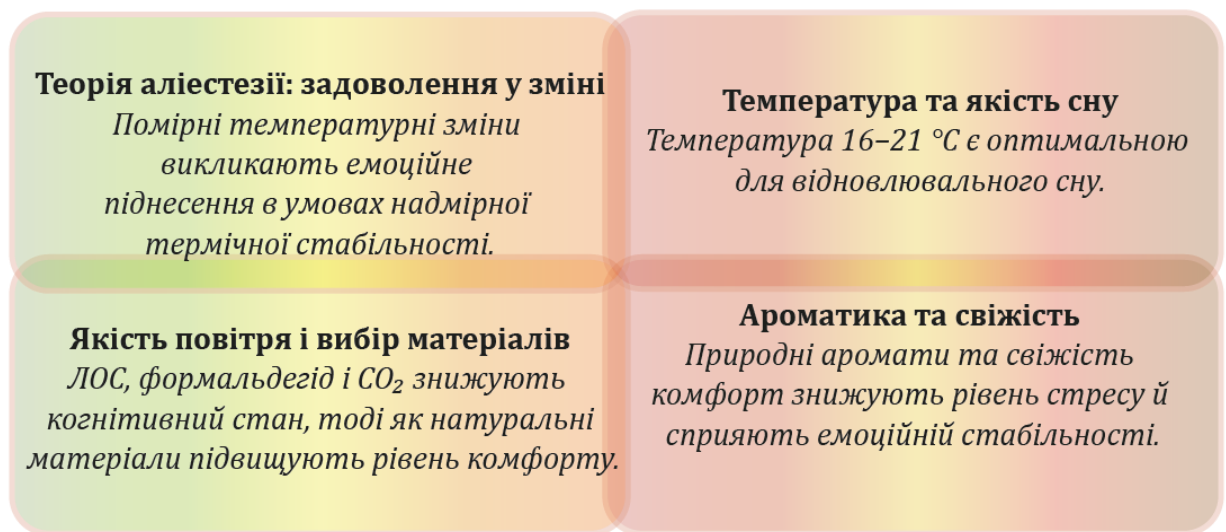 Теорія аліестезії: задоволення у зміні
Помірні температурні зміни
викликають емоційне
піднесення в умовах надмірної
термічної стабільності.
Температура та якість сну
Температура 16–21 °C є оптимальною
для відновлювального сну.
Якість повітря і вибір матеріалів
ЛОС, формальдегід і CO₂ знижують
когнітивний стан, тоді як натуральні
матеріали підвищують рівень комфорту.
Ароматика та свіжість
Природні аромати та свіжість
комфорт знижують рівень стресу й
сприяють емоційній стабільності.